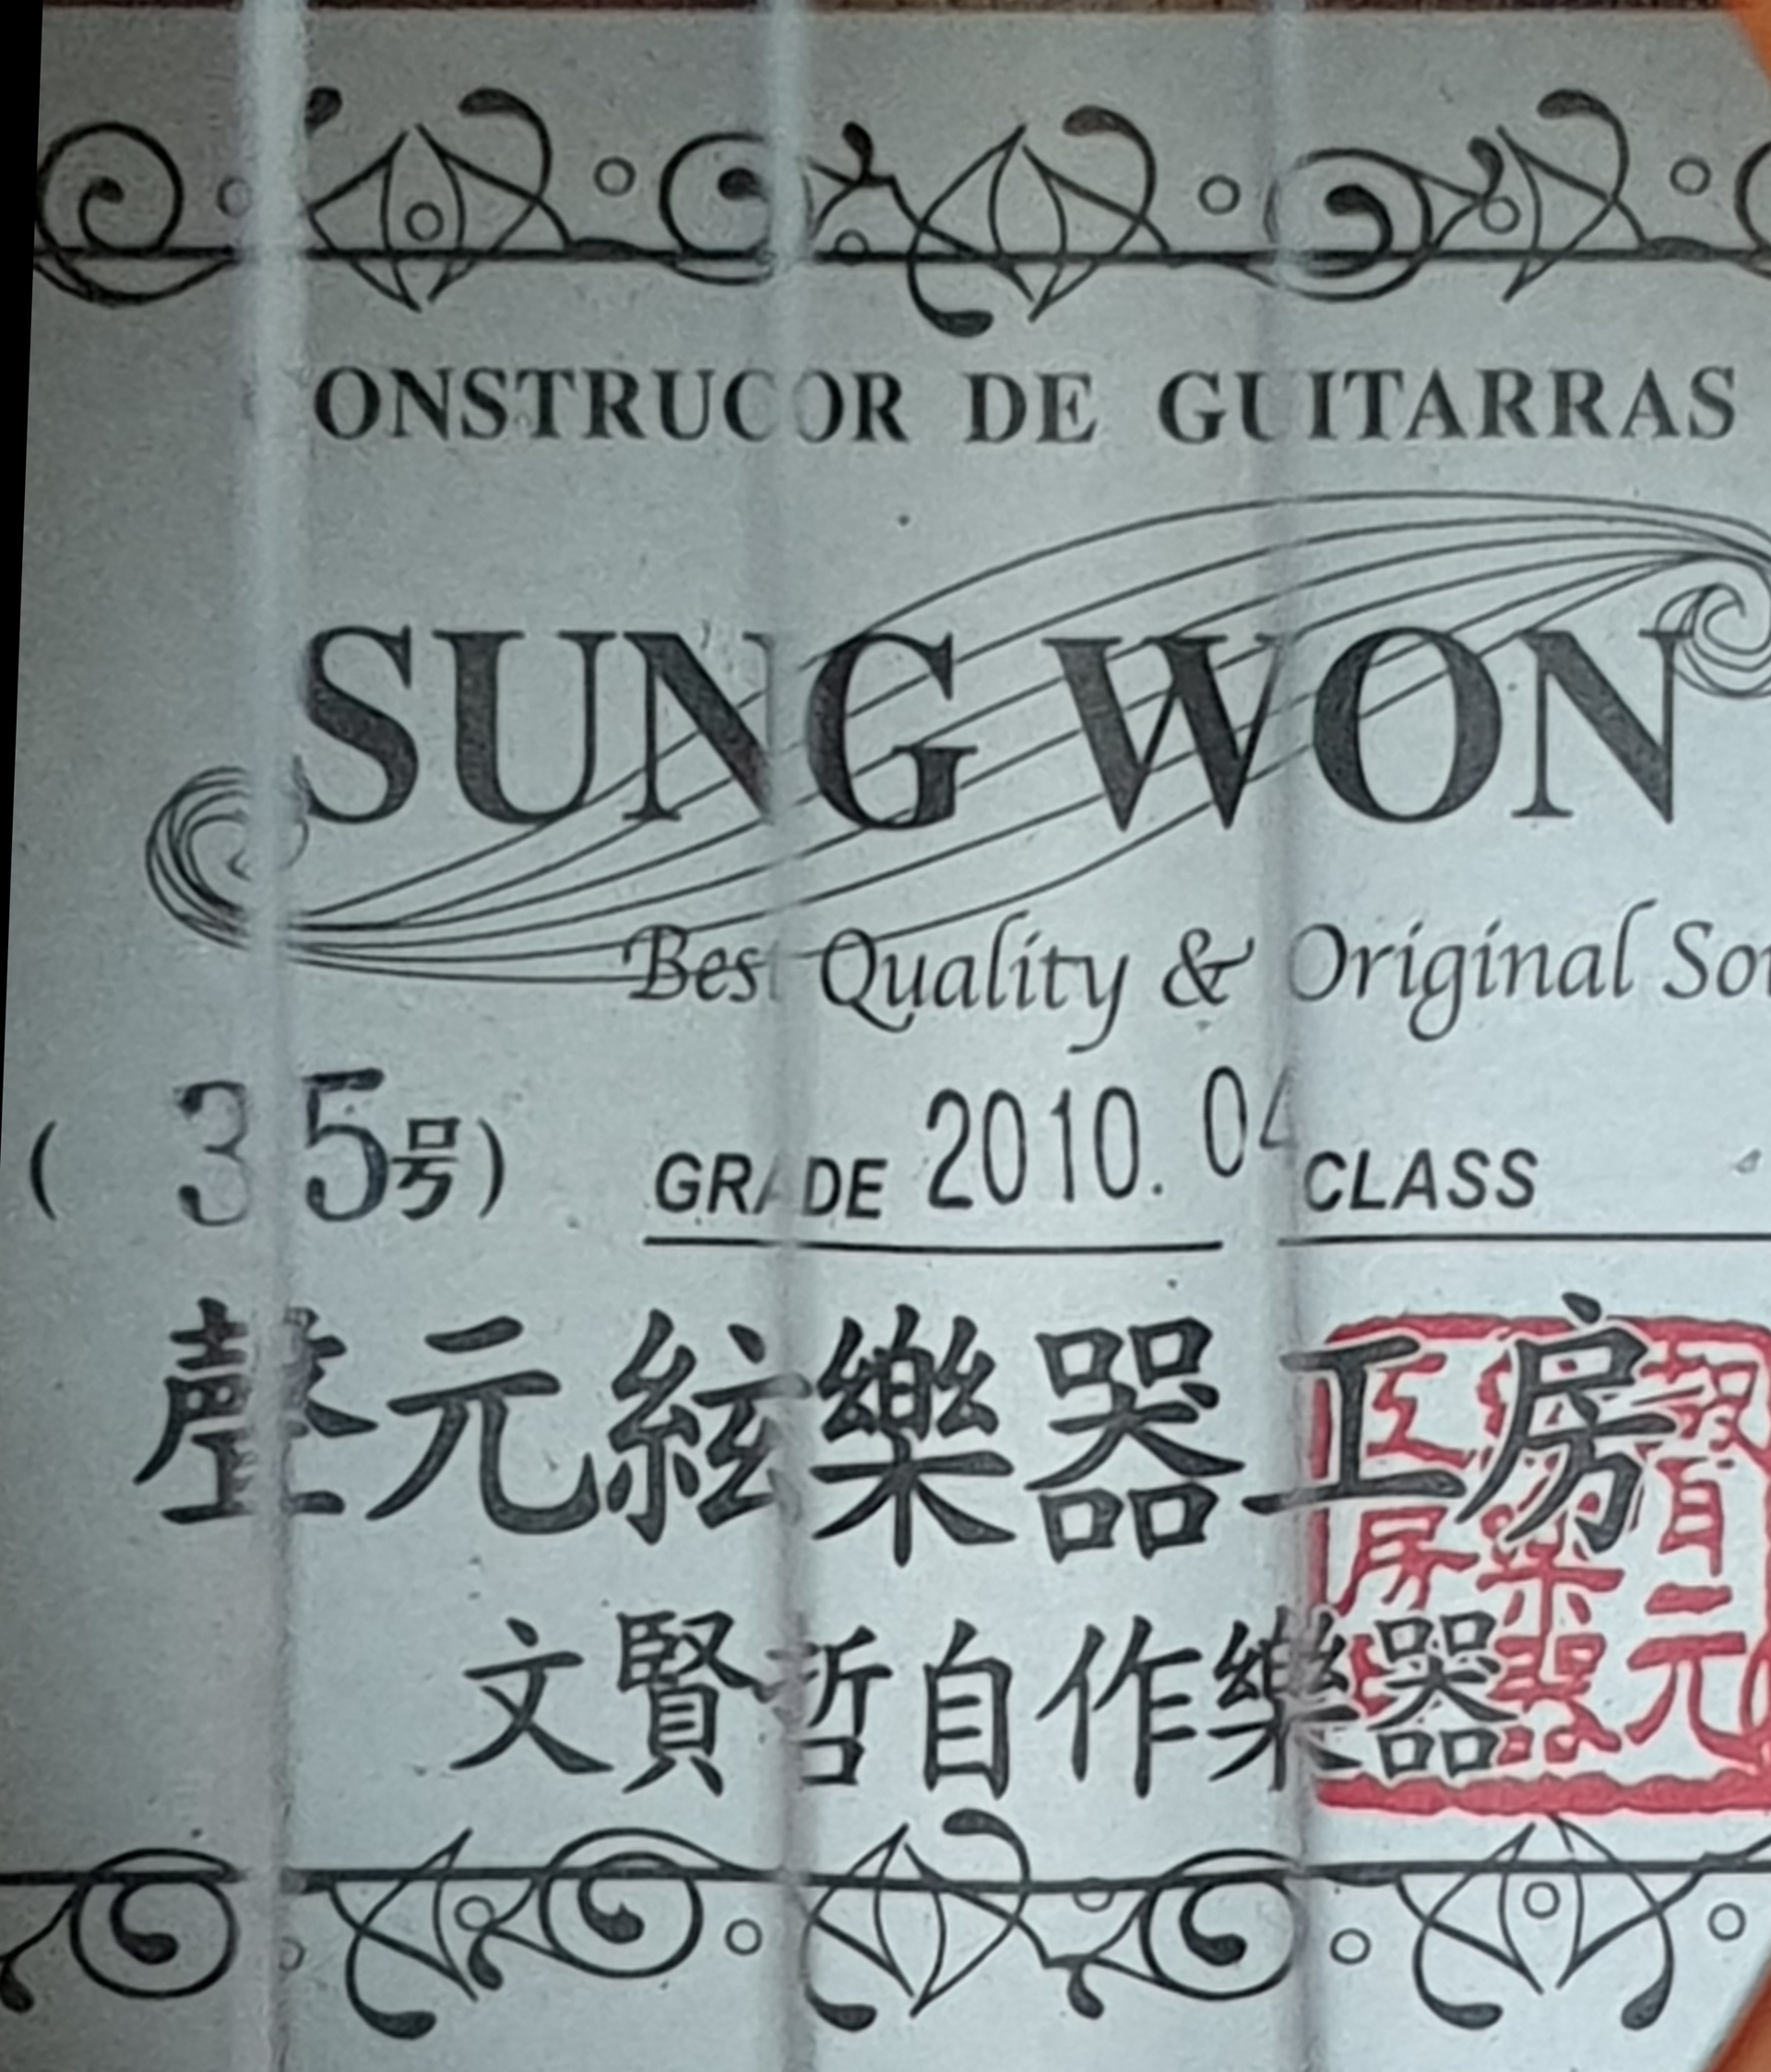 ONSTRUCOR DE GUITARRAS
SUNG WON
Best Quality & Original
(35号) GRADE 2010. 04 CLASS
聲元絃樂器工房
文賢哲自作樂器